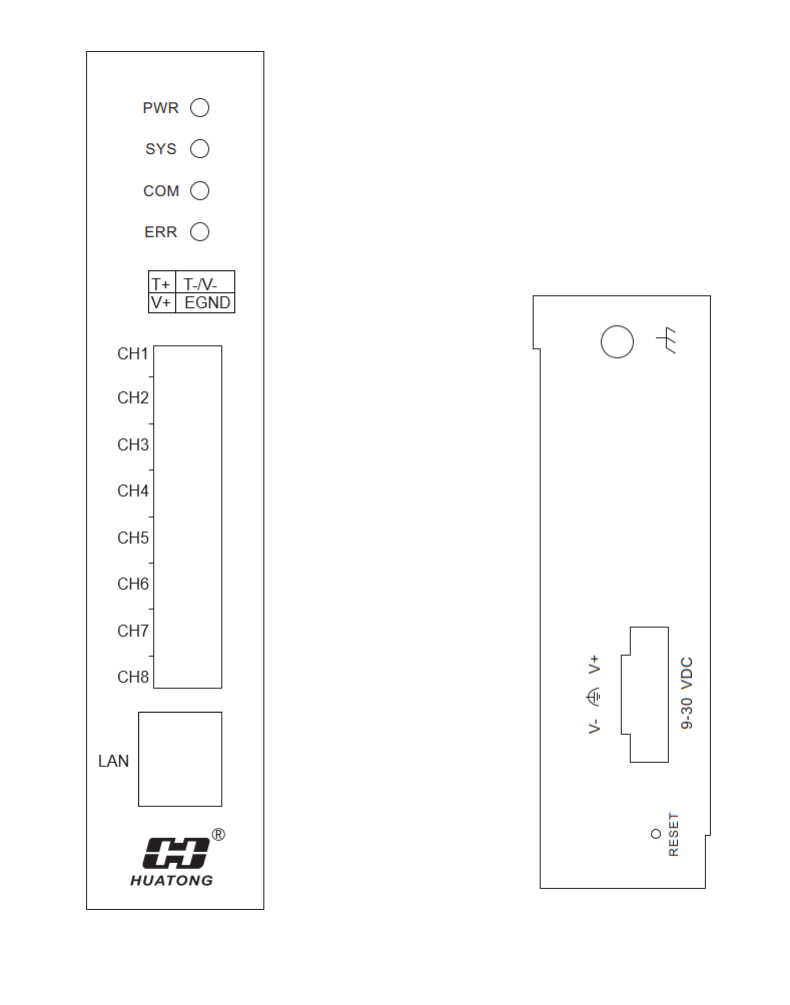 PWR
SYS
COM
ERR
T+ T-/V-
V+ EGND
CH1
CH2
CH3
CH4
CH5
CH6
CH7
CH8
LAN
®
HUATONG
V- V+
9-30 VDC
RESET